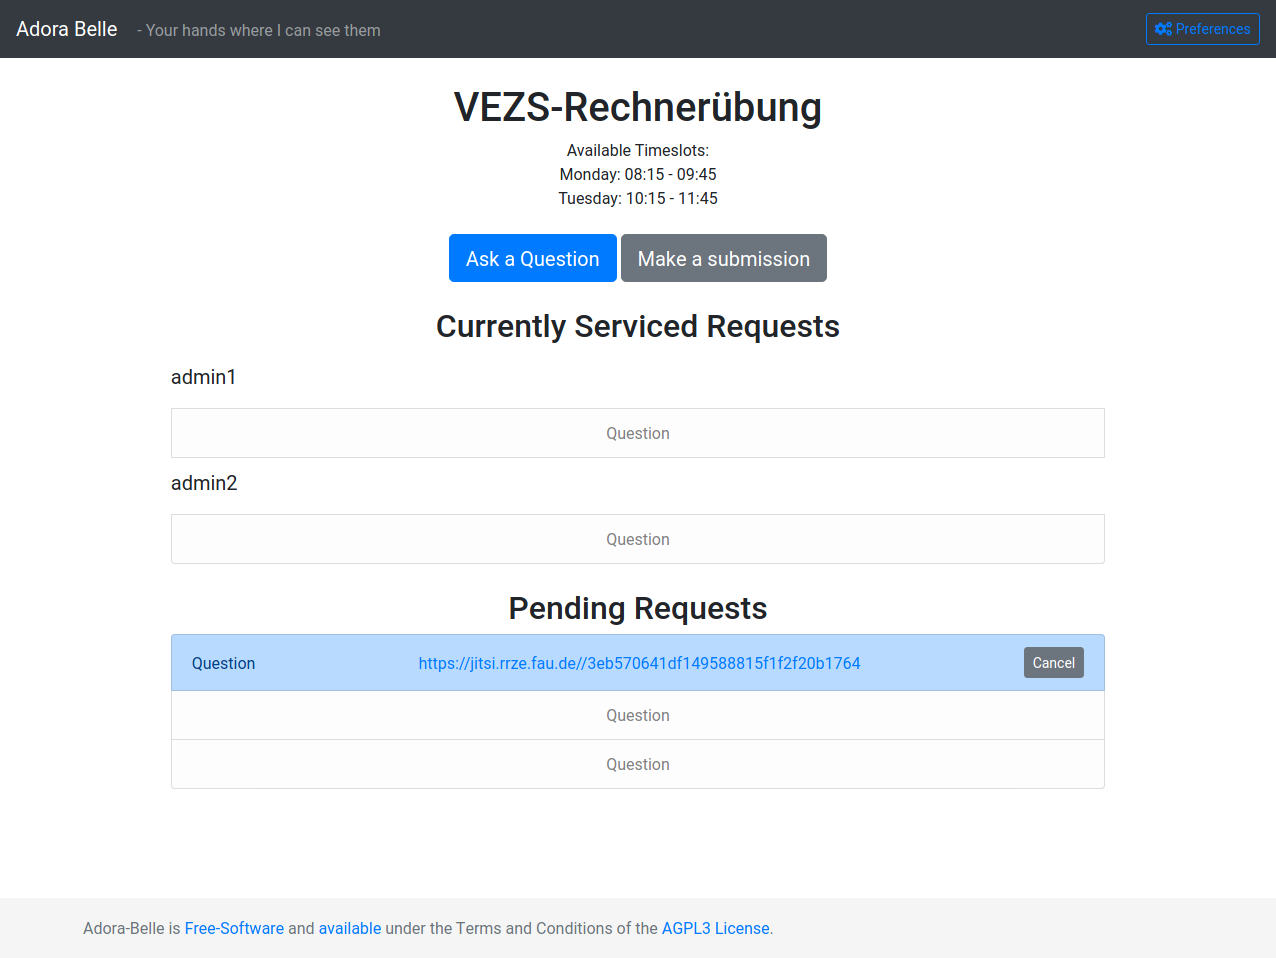 Adora Belle - Your hands where I can see them Preferences
VEZS-Rechnerübung
Available Timeslots:
Monday: 08:15 - 09:45
Tuesday: 10:15 - 11:45
Ask a Question Make a submission
Currently Serviced Requests
admin1
Question
admin2
Question
Pending Requests
Question https://jitsi.rrze.fau.de//3eb570641df149588815f1f2f20b1764 Cancel
Question
Question
Adora-Belle is Free-Software and available under the Terms and Conditions of the AGPL3 License.